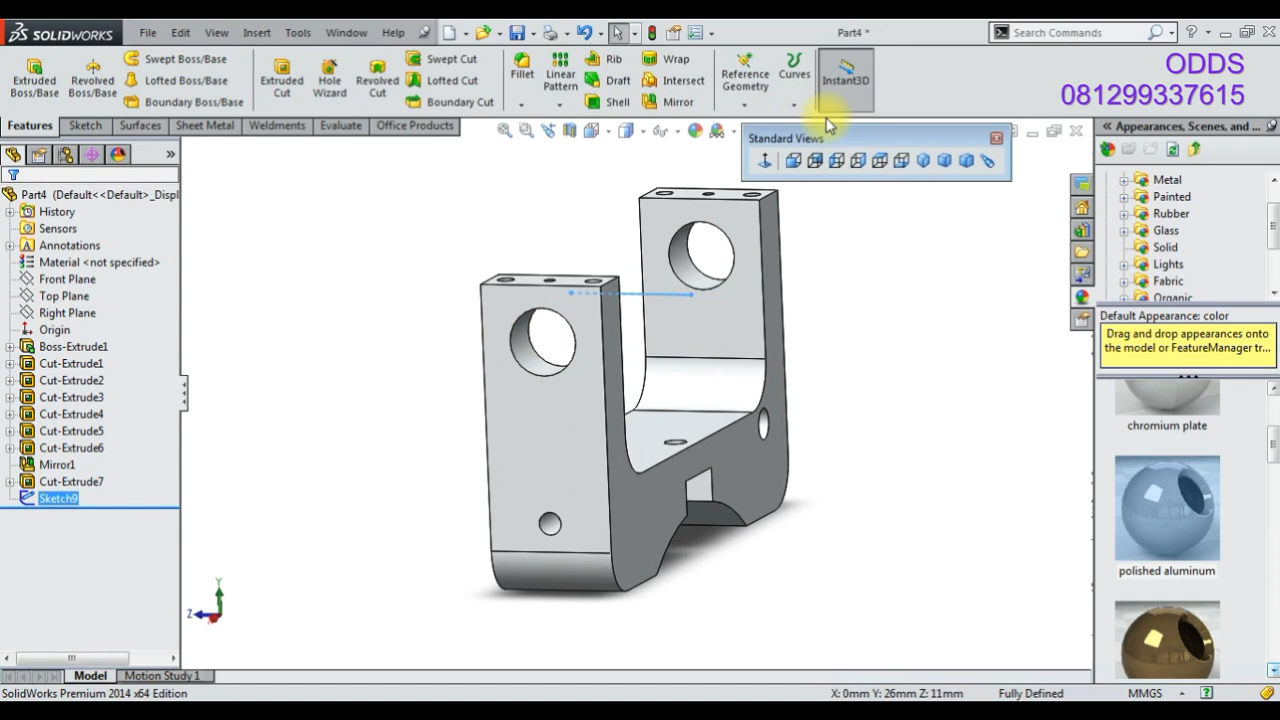 SOLIDWORKS File Edit View Insert Tools Window Help Part4 * Search Commands
Extruded Boss/Base
Revolved Boss/Base
Swept Boss/Base
Lofted Boss/Base
Boundary Boss/Base
Extruded Cut
Hole Wizard
Revolved Cut
Swept Cut
Lofted Cut
Boundary Cut
Fillet
Linear Pattern
Rib
Draft
Shell
Wrap
Intersect
Mirror
Reference Geometry
Curves
Instant3D
ODDS
081299337615
Features Sketch Surfaces Sheet Metal Weldments Evaluate Office Products
Standard Views
Appearances, Scenes, and ...
Part4 (Default<<Default>_Displ
History
Sensors
Annotations
Material <not specified>
Front Plane
Top Plane
Right Plane
Origin
Boss-Extrude1
Cut-Extrude1
Cut-Extrude2
Cut-Extrude3
Cut-Extrude4
Cut-Extrude5
Cut-Extrude6
Mirror1
Cut-Extrude7
Sketch9
Y
Z
Metal
Painted
Rubber
Glass
Solid
Lights
Fabric
Organic
Default Appearance: color
Drag and drop appearances onto
the model or FeatureManager tr...
chromium plate
polished aluminum
Model Motion Study 1
SolidWorks Premium 2014 x64 Edition X: 0mm Y: 26mm Z: 11mm Fully Defined MMGS